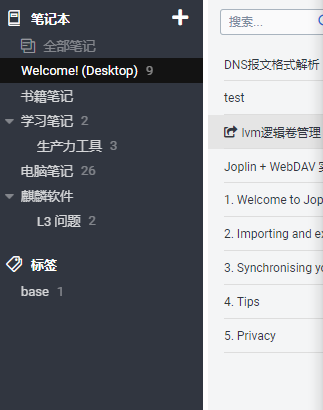 笔记本
全部笔记
Welcome! (Desktop) 9
书籍笔记
学习笔记 2
生产力工具 3
电脑笔记 26
麒麟软件
L3 问题 2
标签
base 1
搜索...
DNS报文格式解析
test
lvm逻辑卷管理
Joplin + WebDAV
1. Welcome to Jop
2. Importing and ex
3. Synchronising yo
4. Tips
5. Privacy